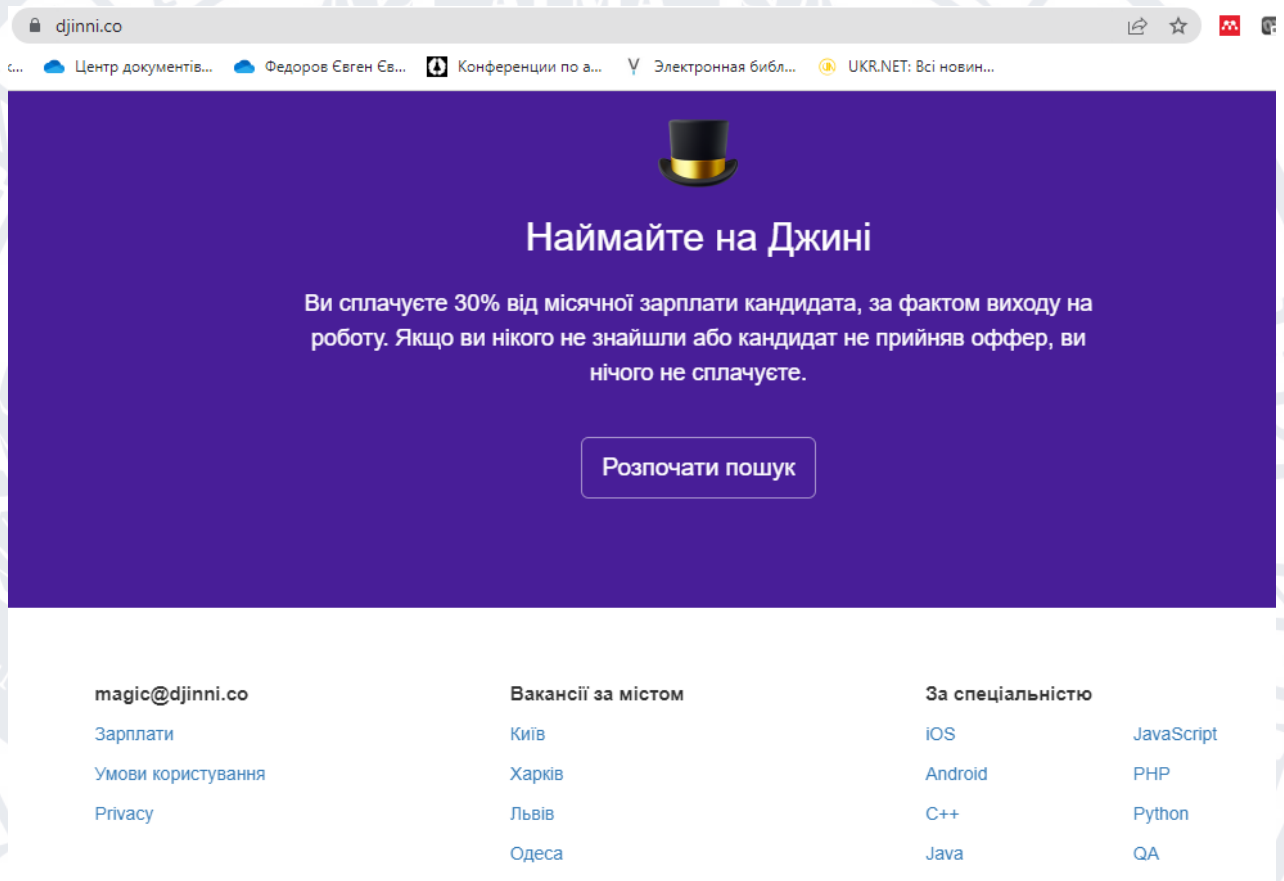 djinni.co
Центр документів... Федоров Євген Єв... Конференции по а... Электронная библ... UKR.NET: Всі новин...
Наймайте на Джині
Ви сплачуєте 30% від місячної зарплати кандидата, за фактом виходу на
роботу. Якщо ви нікого не знайшли або кандидат не прийняв оффер, ви
нічого не сплачуєте.
Розпочати пошук
magic@djinni.co
Зарплати
Умови користування
Privacy
Вакансії за містом
Київ
Харків
Львів
Одеса
За спеціальністю
iOS JavaScript
Android PHP
C++ Python
Java QA